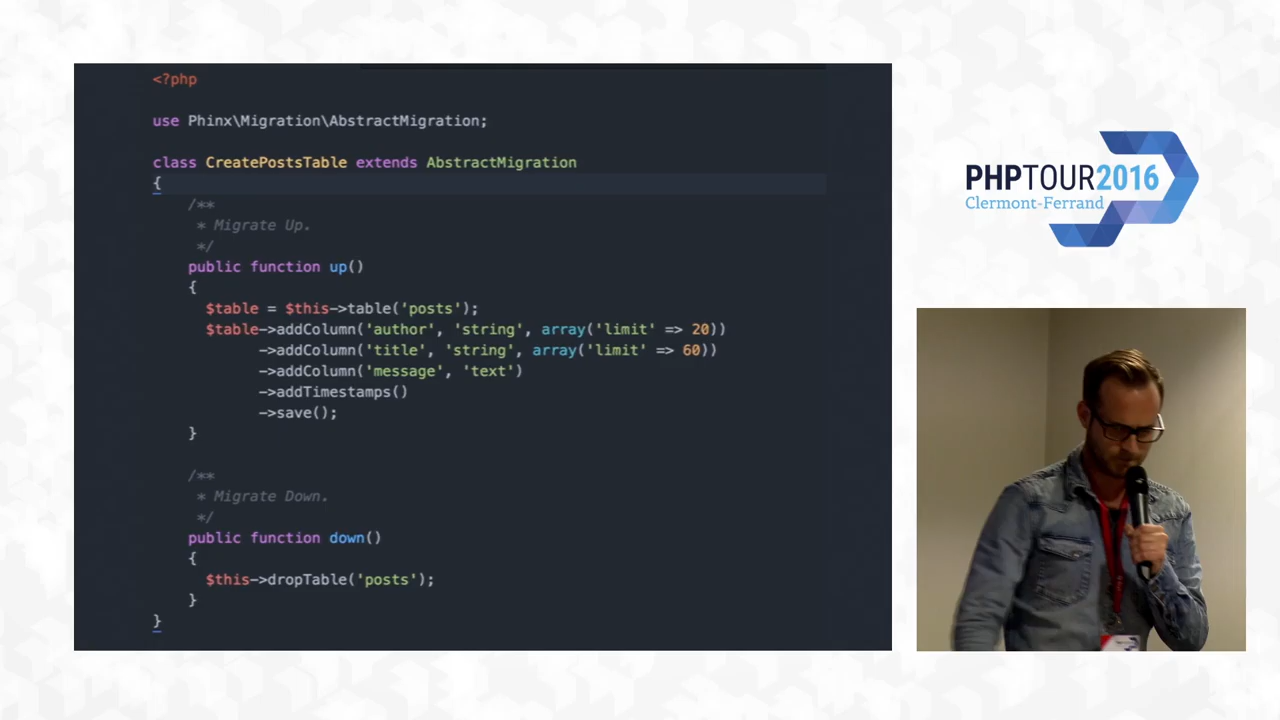 <?php
use Phinx\Migration\AbstractMigration;
class CreatePostsTable extends AbstractMigration
{
/**
* Migrate Up.
*/
public function up()
{
$table = $this->table('posts');
$table->addColumn('author', 'string', array('limit' => 20))
->addColumn('title', 'string', array('limit' => 60))
->addColumn('message', 'text')
->addTimestamps()
->save();
}
/**
* Migrate Down.
*/
public function down()
{
$this->dropTable('posts');
}
}
PHPTOUR2016
Clermont-Ferrand